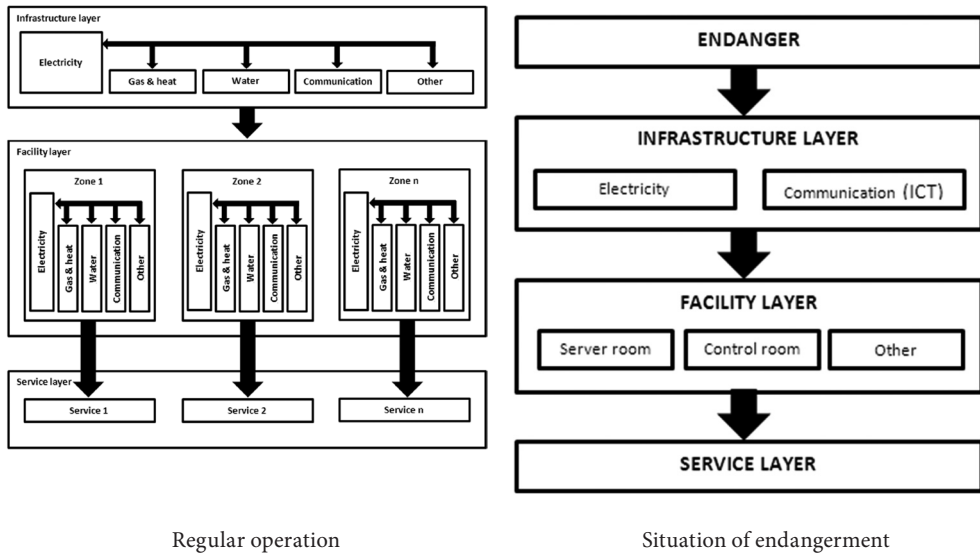 Infrastructure layer
Electricity
Gas & heat
Water
Communication
Other
Facility layer
Zone 1
Electricity
Gas & heat
Water
Communication
Other
Zone 2
Electricity
Gas & heat
Water
Communication
Other
Zone n
Electricity
Gas & heat
Water
Communication
Other
Service layer
Service 1
Service 2
Service n
Regular operation
ENDANGER
INFRASTRUCTURE LAYER
Electricity
Communication (ICT)
FACILITY LAYER
Server room
Control room
Other
SERVICE LAYER
Situation of endangerment